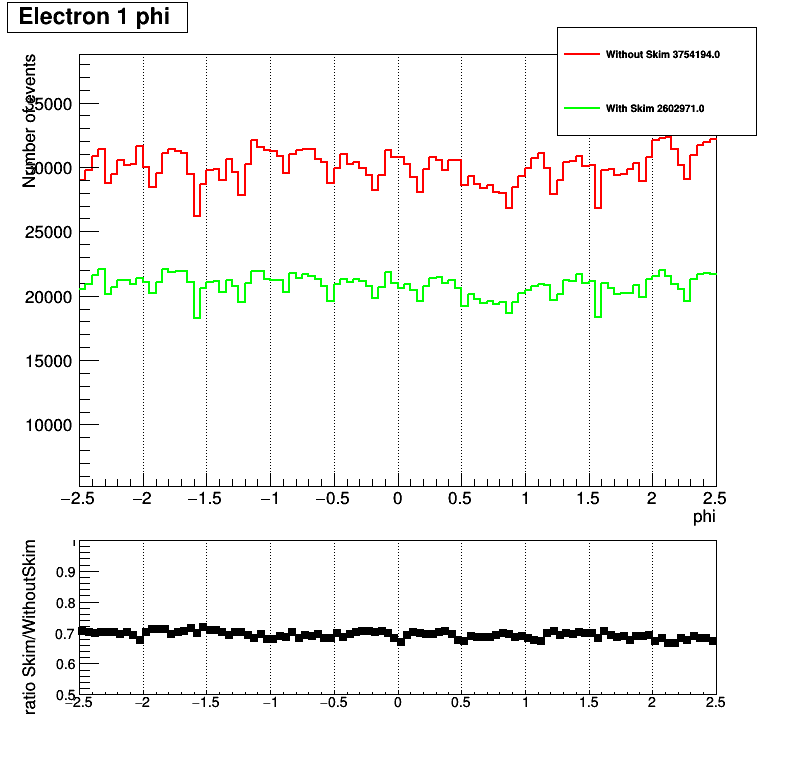 Electron 1 phi
Number of events
Without Skim 3754194.0
With Skim 2602971.0
35000
30000
25000
20000
15000
10000
−2.5 −2 −1.5 −1 −0.5 0 0.5 1 1.5 2 2.5
phi
ratio Skim/WithoutSkim
1
0.9
0.8
0.7
0.6
0.5
−2.5 −2 −1.5 −1 −0.5 0 0.5 1 1.5 2 2.5